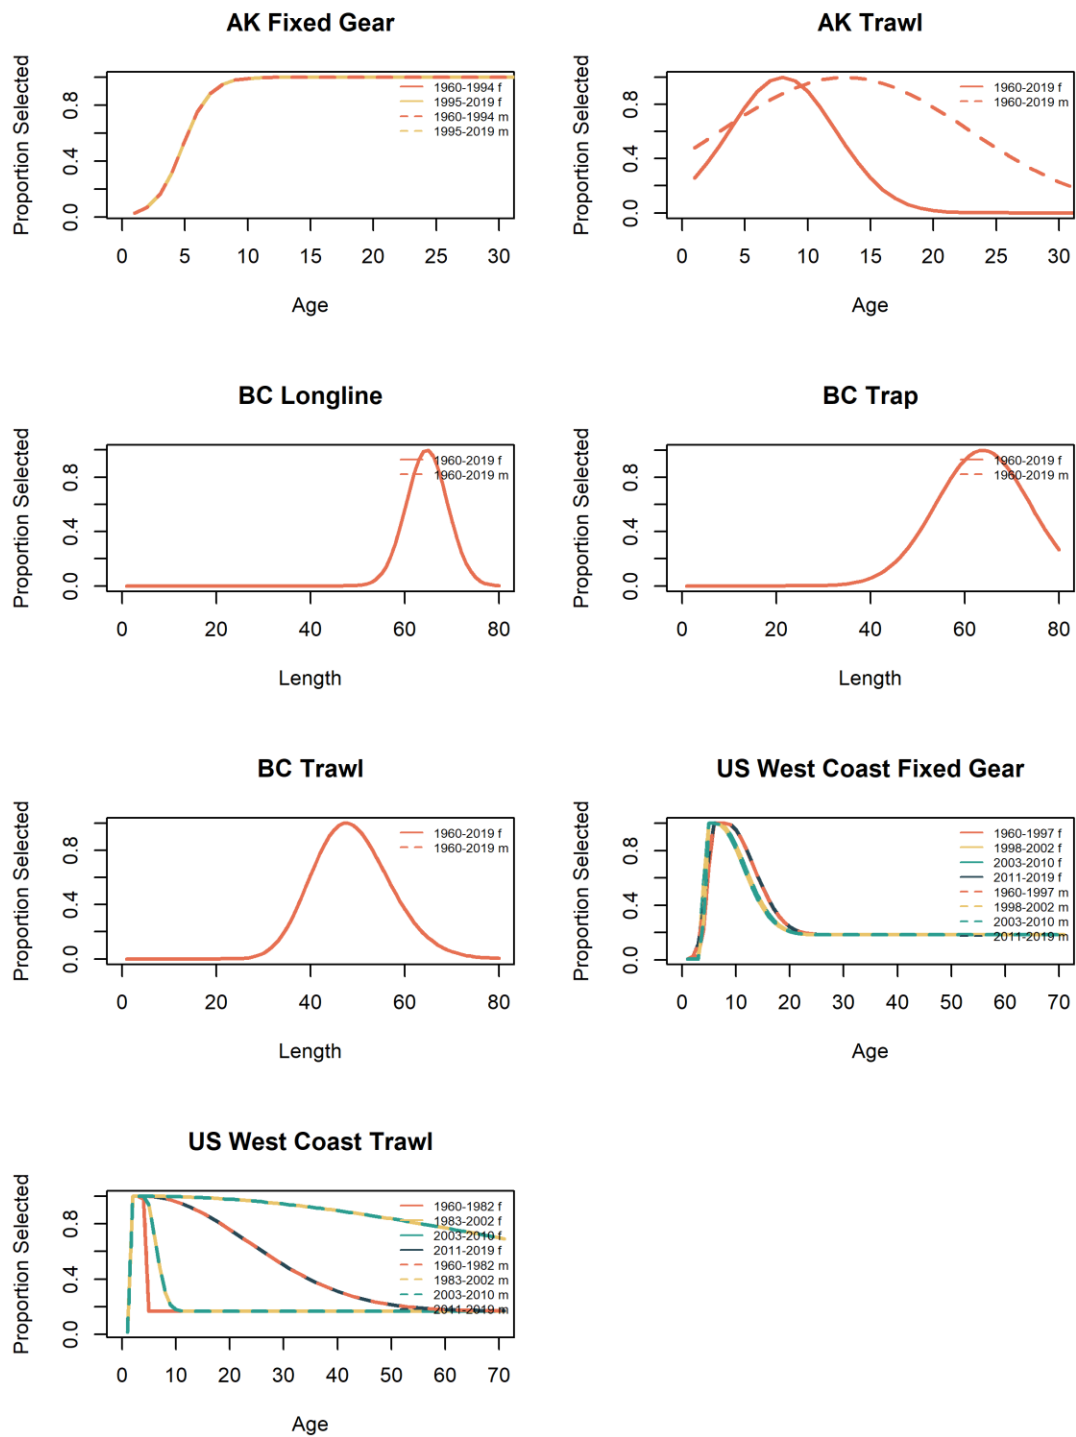 AK Fixed Gear
Proportion Selected
0.0 0.4 0.8
1960-1994 f
1995-2019 f
1960-1994 m
1995-2019 m
0 5 10 15 20 25 30
Age
AK Trawl
Proportion Selected
0.0 0.4 0.8
1960-2019 f
1960-2019 m
0 5 10 15 20 25 30
Age
BC Longline
Proportion Selected
0.0 0.4 0.8
1960-2019 f
1960-2019 m
0 20 40 60 80
Length
BC Trap
Proportion Selected
0.0 0.4 0.8
1960-2019 f
1960-2019 m
0 20 40 60 80
Length
BC Trawl
Proportion Selected
0.0 0.4 0.8
1960-2019 f
1960-2019 m
0 20 40 60 80
Length
US West Coast Fixed Gear
Proportion Selected
0.0 0.4 0.8
1960-1997 f
1998-2002 f
2003-2010 f
2011-2019 f
1960-1997 m
1998-2002 m
2003-2010 m
2011-2019 m
0 10 20 30 40 50 60 70
Age
US West Coast Trawl
Proportion Selected
0.0 0.4 0.8
1960-1982 f
1983-2002 f
2003-2010 f
2011-2019 f
1960-1982 m
1983-2002 m
2003-2010 m
2011-2019 m
0 10 20 30 40 50 60 70
Age